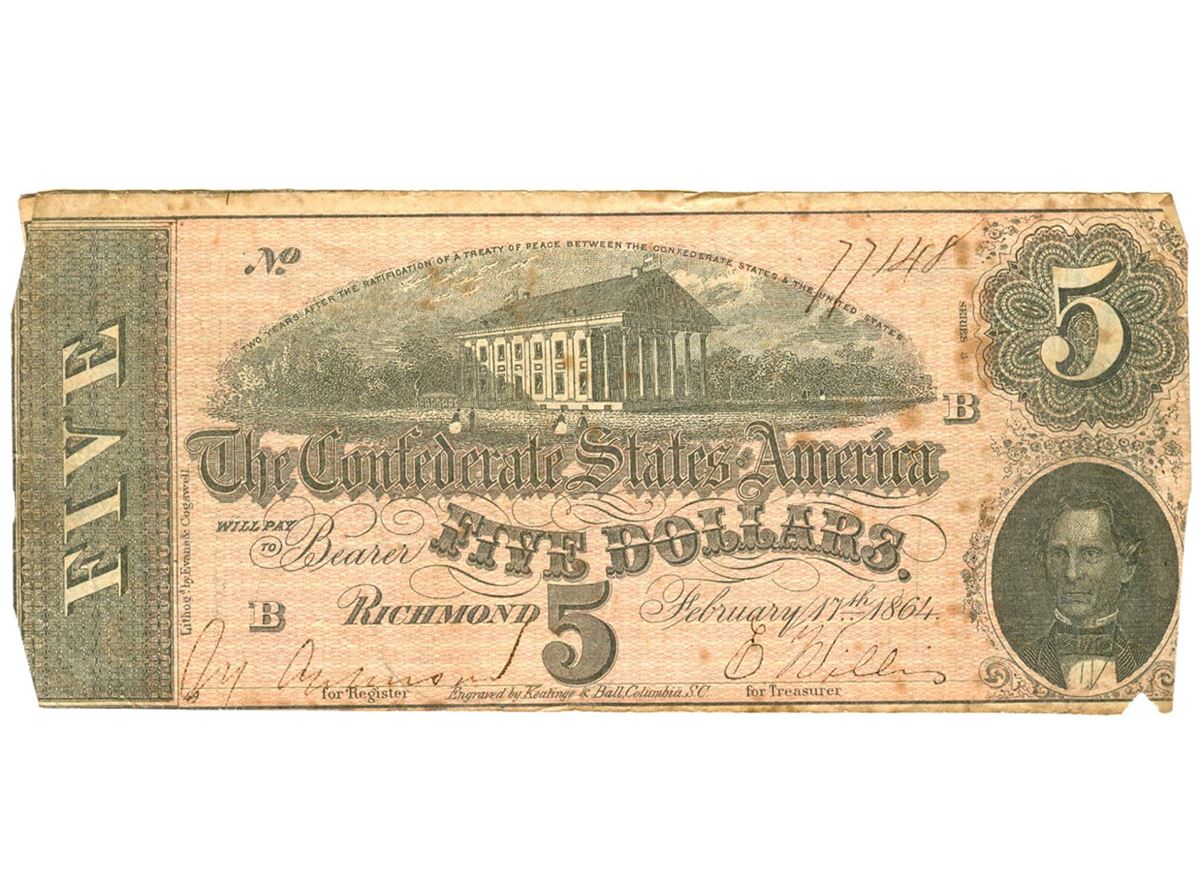 No
77148
TWO YEARS AFTER THE RATIFICATION OF A TREATY OF PEACE BETWEEN THE CONFEDERATE STATES & THE UNITED STATES
5
SERIES 3
B
FIVE
The Confederate States of America
WILL PAY
TO Bearer FIVE DOLLARS.
Lithog'd by Evans & Cogswell.
B RICHMOND 5 February 17th 1864.
for Register
Engraved by Keatinge & Ball, Columbia, S.C.
for Treasurer